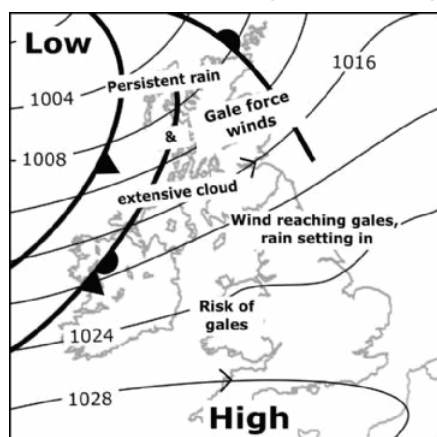 Low
1016
Persistent rain
1004
Gale force
winds
&
1008
extensive cloud
Wind reaching gales,
rain setting in
Risk of
gales
1024
1028
High